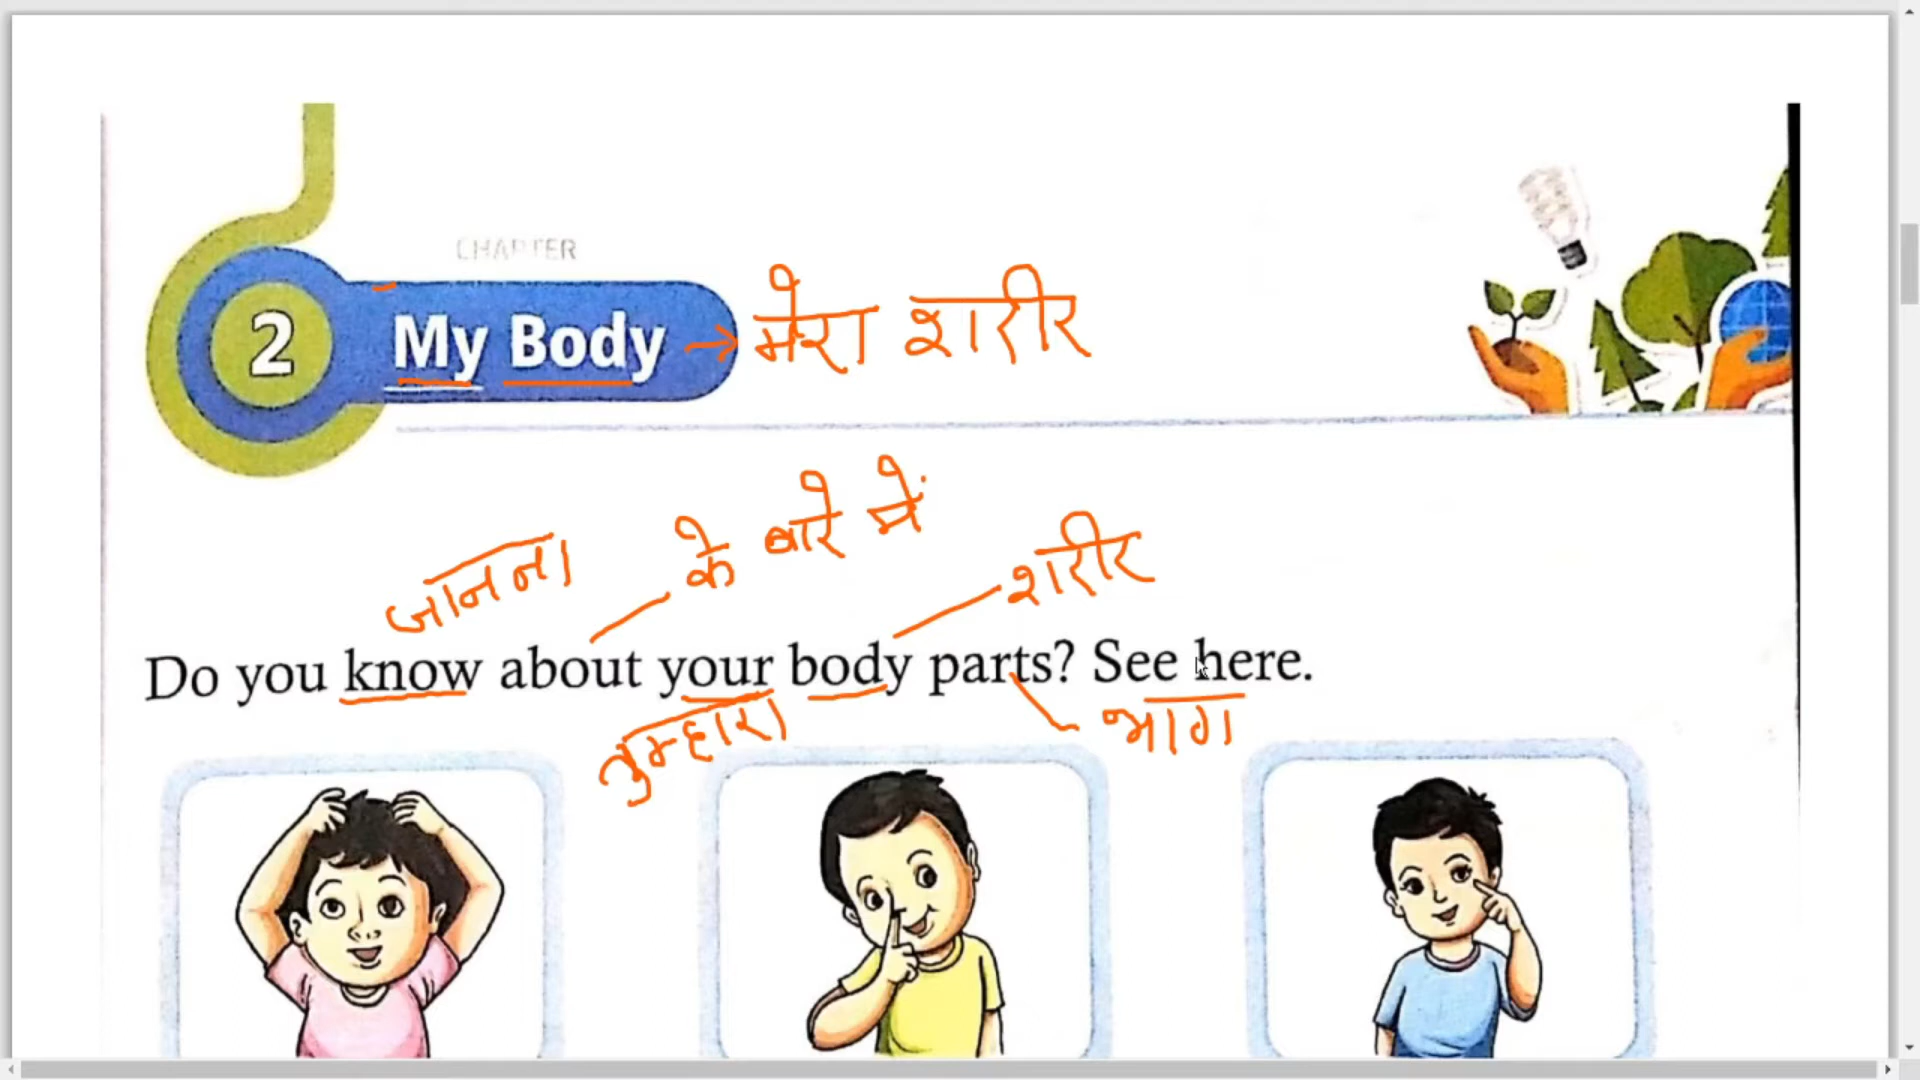 CHAPTER
2 My Body → मेरा शरीर
जानना के बारे में शरीर
Do you know about your body parts? See here.
तुम्हारा भाग